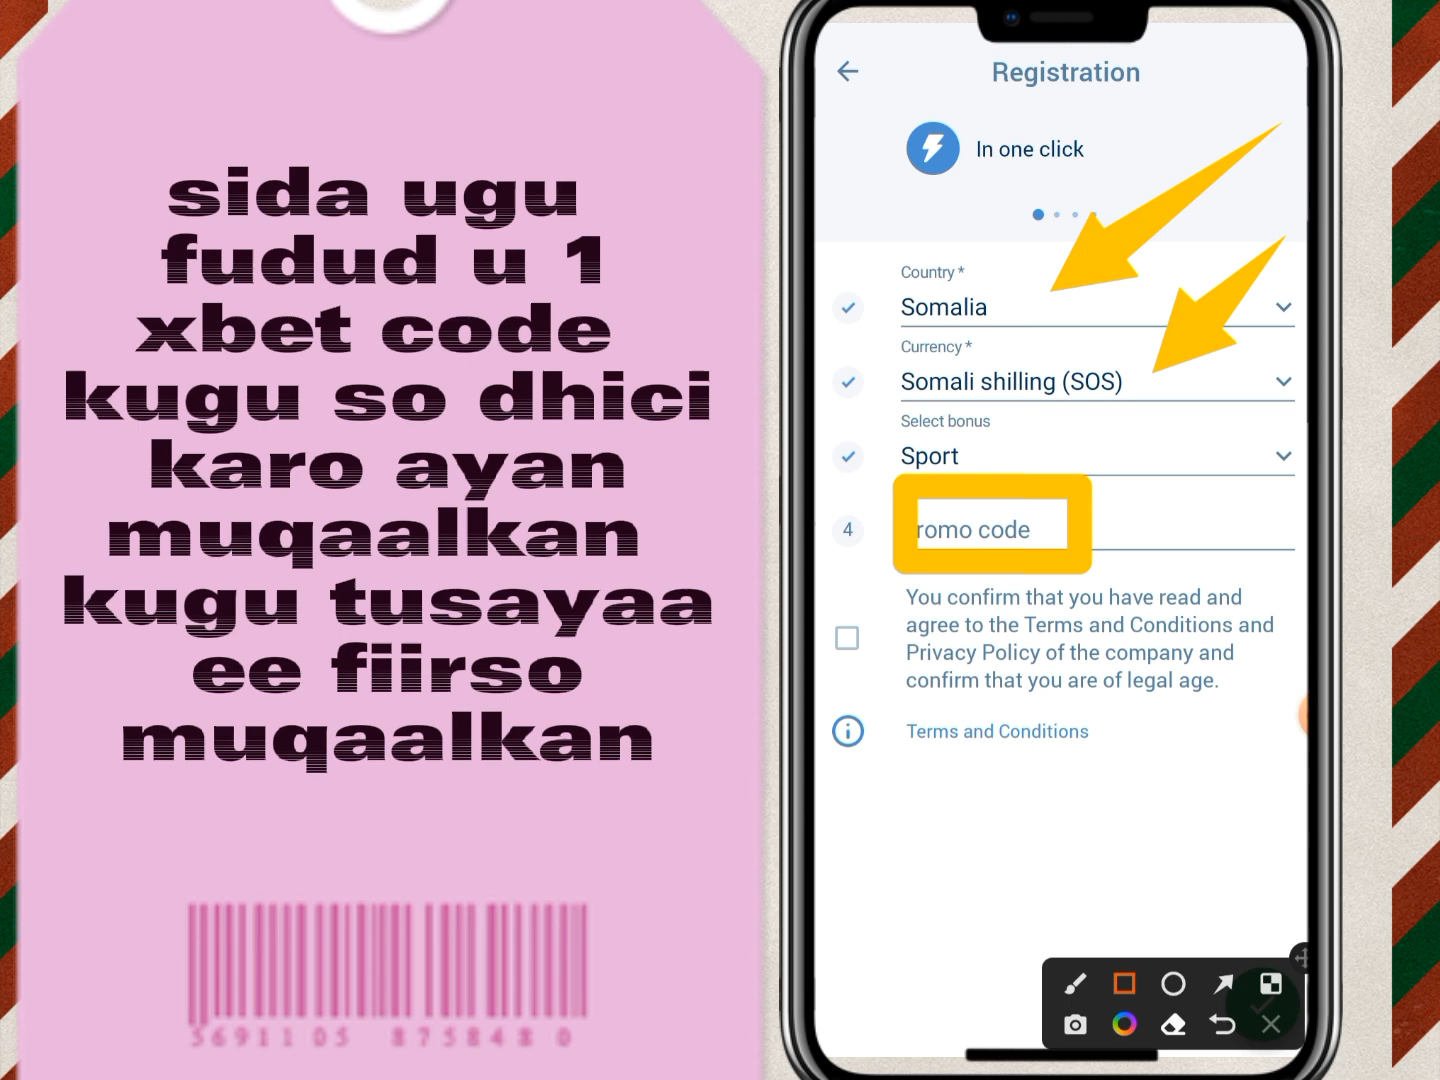 sida ugu
fudud u 1
xbet code
kugu so dhici
karo ayan
muqaalkan
kugu tusayaa
ee fiirso
muqaalkan
5691105 875848 0
Registration
In one click
Country *
Somalia
Currency *
Somali shilling (SOS)
Select bonus
Sport
4
romo code
You confirm that you have read and
agree to the Terms and Conditions and
Privacy Policy of the company and
confirm that you are of legal age.
Terms and Conditions